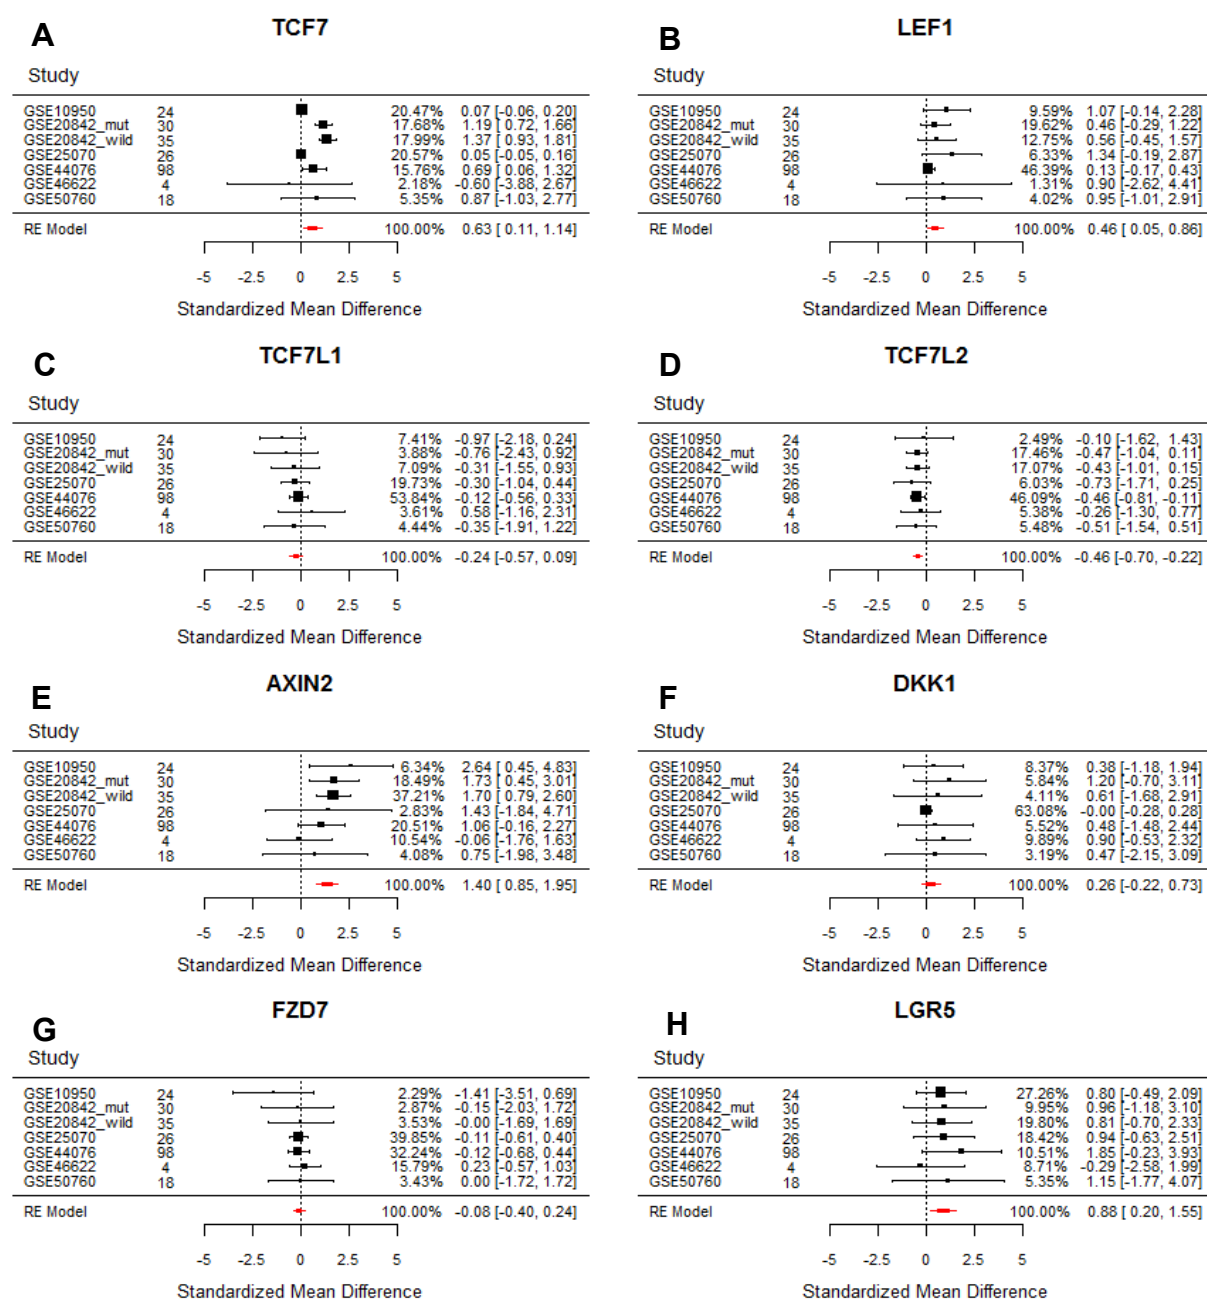 A
TCF7
Study
GSE10950 24 20.47% 0.07 [-0.06, 0.20]
GSE20842_mut 30 17.68% 1.19 [ 0.72, 1.66]
GSE20842_wild 35 17.99% 1.37 [ 0.93, 1.81]
GSE25070 26 20.57% 0.05 [-0.05, 0.16]
GSE44076 98 15.76% 0.69 [ 0.06, 1.32]
GSE46622 4 2.18% -0.60 [-3.88, 2.67]
GSE50760 18 5.35% 0.87 [-1.03, 2.77]
RE Model 100.00% 0.63 [ 0.11, 1.14]
-5 -2.5 0 2.5 5
Standardized Mean Difference
B
LEF1
Study
GSE10950 24 9.59% 1.07 [-0.14, 2.28]
GSE20842_mut 30 19.62% 0.46 [-0.29, 1.22]
GSE20842_wild 35 12.75% 0.56 [-0.45, 1.57]
GSE25070 26 6.33% 1.34 [-0.19, 2.87]
GSE44076 98 46.39% 0.13 [-0.17, 0.43]
GSE46622 4 1.31% 0.90 [-2.62, 4.41]
GSE50760 18 4.02% 0.95 [-1.01, 2.91]
RE Model 100.00% 0.46 [ 0.05, 0.86]
-5 -2.5 0 2.5 5
Standardized Mean Difference
C
TCF7L1
Study
GSE10950 24 7.41% -0.97 [-2.18, 0.24]
GSE20842_mut 30 3.88% -0.76 [-2.43, 0.92]
GSE20842_wild 35 7.09% -0.31 [-1.55, 0.93]
GSE25070 26 19.73% -0.30 [-1.04, 0.44]
GSE44076 98 53.84% -0.12 [-0.56, 0.33]
GSE46622 4 3.61% 0.58 [-1.16, 2.31]
GSE50760 18 4.44% -0.35 [-1.91, 1.22]
RE Model 100.00% -0.24 [-0.57, 0.09]
-5 -2.5 0 2.5 5
Standardized Mean Difference
D
TCF7L2
Study
GSE10950 24 2.49% -0.10 [-1.62, 1.43]
GSE20842_mut 30 17.46% -0.47 [-1.04, 0.11]
GSE20842_wild 35 17.07% -0.43 [-1.01, 0.15]
GSE25070 26 6.03% -0.73 [-1.71, 0.25]
GSE44076 98 46.09% -0.46 [-0.81, -0.11]
GSE46622 4 5.38% -0.26 [-1.30, 0.77]
GSE50760 18 5.48% -0.51 [-1.54, 0.51]
RE Model 100.00% -0.46 [-0.70, -0.22]
-5 -2.5 0 2.5 5
Standardized Mean Difference
E
AXIN2
Study
GSE10950 24 6.34% 2.64 [ 0.45, 4.83]
GSE20842_mut 30 18.49% 1.73 [ 0.45, 3.01]
GSE20842_wild 35 37.21% 1.70 [ 0.79, 2.60]
GSE25070 26 2.83% 1.43 [-1.84, 4.71]
GSE44076 98 20.51% 1.06 [-0.16, 2.27]
GSE46622 4 10.54% -0.06 [-1.76, 1.63]
GSE50760 18 4.08% 0.75 [-1.98, 3.48]
RE Model 100.00% 1.40 [ 0.85, 1.95]
-5 -2.5 0 2.5 5
Standardized Mean Difference
F
DKK1
Study
GSE10950 24 8.37% 0.38 [-1.18, 1.94]
GSE20842_mut 30 5.84% 1.20 [-0.70, 3.11]
GSE20842_wild 35 4.11% 0.61 [-1.68, 2.91]
GSE25070 26 63.08% -0.00 [-0.28, 0.28]
GSE44076 98 5.52% 0.48 [-1.48, 2.44]
GSE46622 4 9.89% 0.90 [-0.53, 2.32]
GSE50760 18 3.19% 0.47 [-2.15, 3.09]
RE Model 100.00% 0.26 [-0.22, 0.73]
-5 -2.5 0 2.5 5
Standardized Mean Difference
G
FZD7
Study
GSE10950 24 2.29% -1.41 [-3.51, 0.69]
GSE20842_mut 30 2.87% -0.15 [-2.03, 1.72]
GSE20842_wild 35 3.53% -0.00 [-1.69, 1.69]
GSE25070 26 39.85% -0.11 [-0.61, 0.40]
GSE44076 98 32.24% -0.12 [-0.68, 0.44]
GSE46622 4 15.79% 0.23 [-0.57, 1.03]
GSE50760 18 3.43% 0.00 [-1.72, 1.72]
RE Model 100.00% -0.08 [-0.40, 0.24]
-5 -2.5 0 2.5 5
Standardized Mean Difference
H
LGR5
Study
GSE10950 24 27.26% 0.80 [-0.49, 2.09]
GSE20842_mut 30 9.95% 0.96 [-1.18, 3.10]
GSE20842_wild 35 19.80% 0.81 [-0.70, 2.33]
GSE25070 26 18.42% 0.94 [-0.63, 2.51]
GSE44076 98 10.51% 1.85 [-0.23, 3.93]
GSE46622 4 8.71% -0.29 [-2.58, 1.99]
GSE50760 18 5.35% 1.15 [-1.77, 4.07]
RE Model 100.00% 0.88 [ 0.20, 1.55]
-5 -2.5 0 2.5 5
Standardized Mean Difference